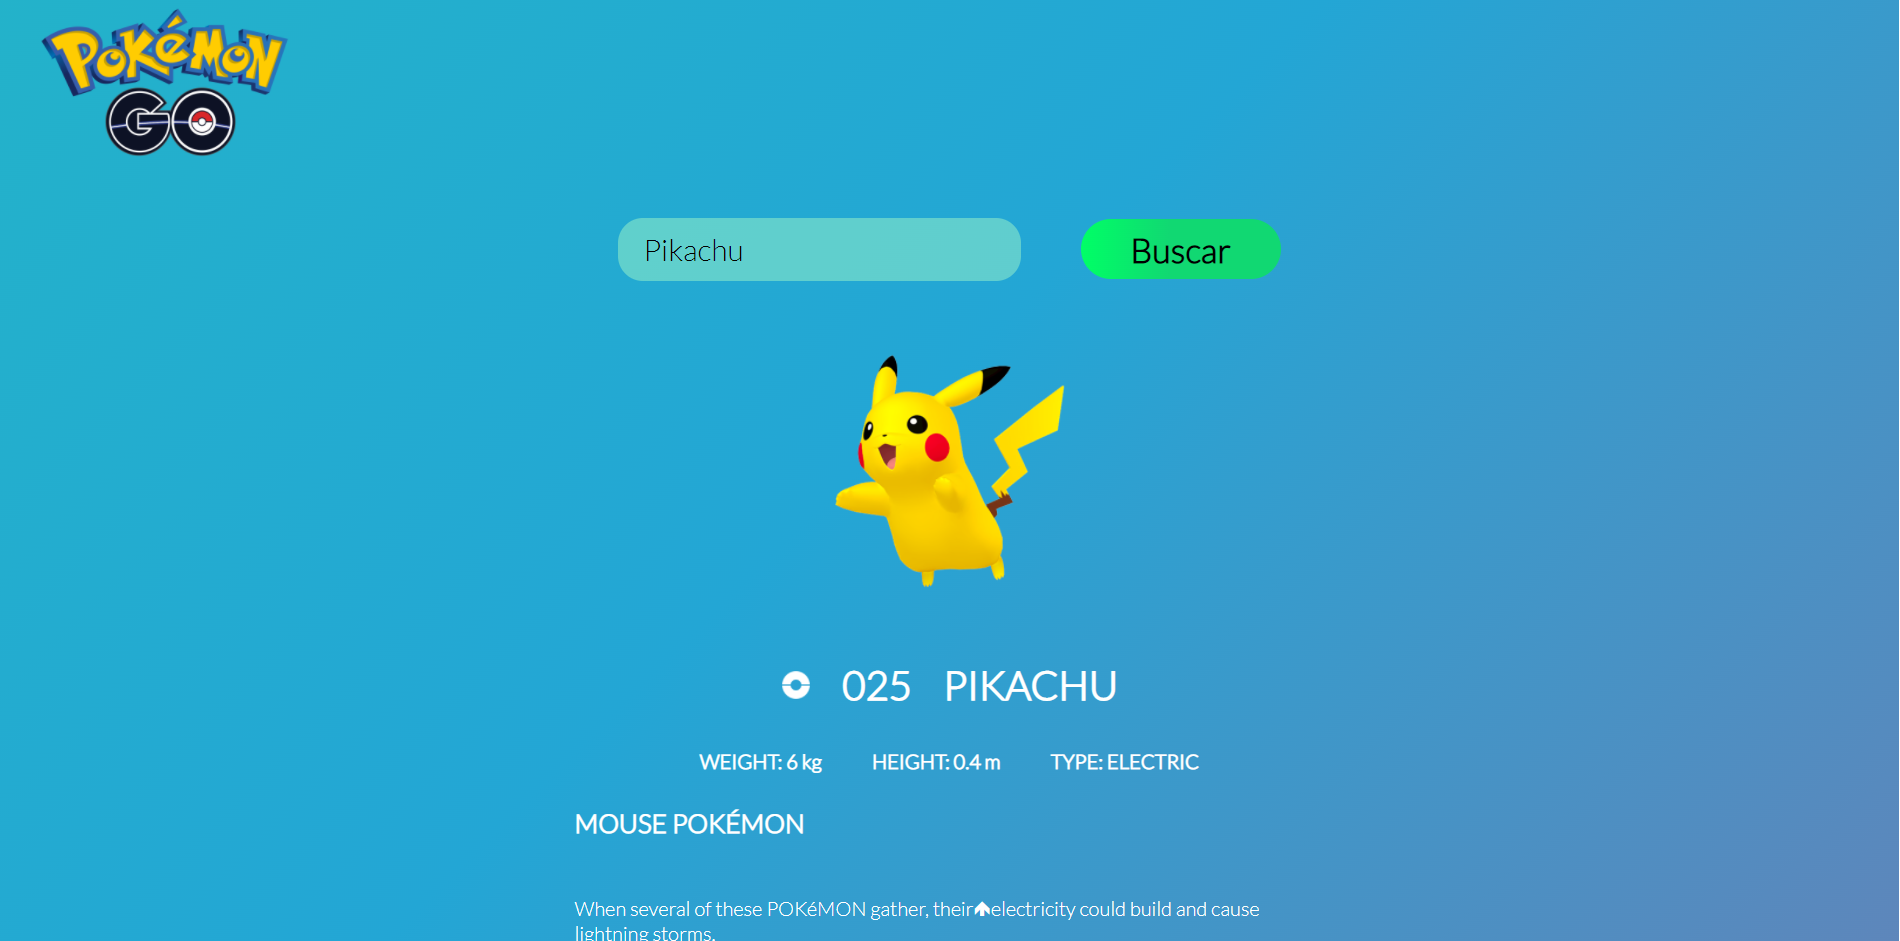 POKÉMON
GO
Pikachu
Buscar
025 PIKACHU
WEIGHT: 6 kg HEIGHT: 0.4 m TYPE: ELECTRIC
MOUSE POKÉMON
When several of these POKéMON gather, their electricity could build and cause
lightning storms.